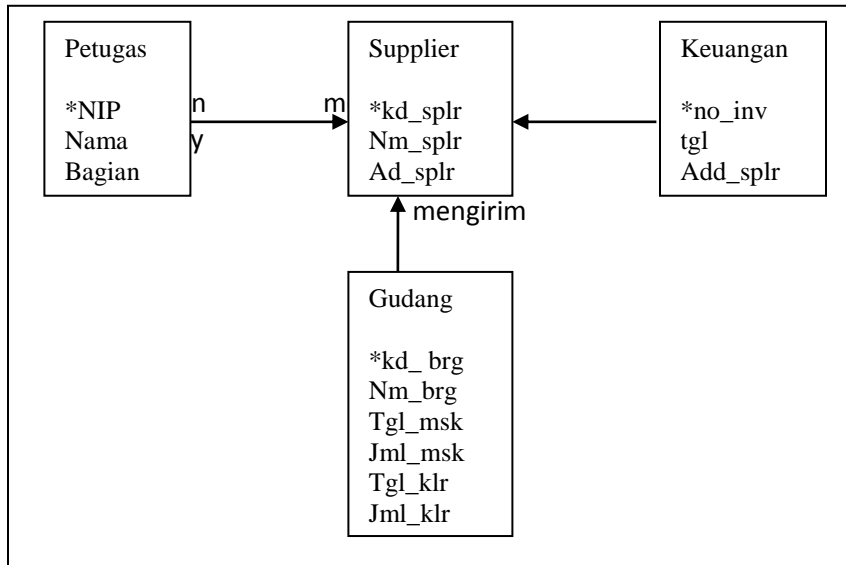 Petugas
*NIP
Nama
Bagian
n
y
m
Supplier
*kd_splr
Nm_splr
Ad_splr
Keuangan
*no_inv
tgl
Add_splr
mengirim
Gudang
*kd_ brg
Nm_brg
Tgl_msk
Jml_msk
Tgl_klr
Jml_klr